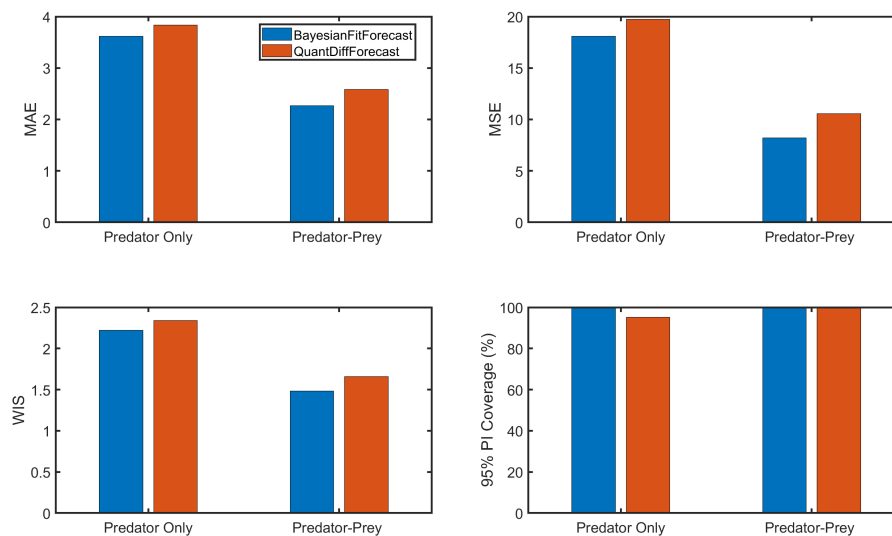 4
3
2
1
0
MAE
BayesianFitForecast
QuantDiffForecast
Predator Only Predator-Prey
20
15
10
5
0
MSE
Predator Only Predator-Prey
2.5
2
1.5
1
0.5
0
WIS
Predator Only Predator-Prey
100
80
60
40
20
0
95% PI Coverage (%)
Predator Only Predator-Prey